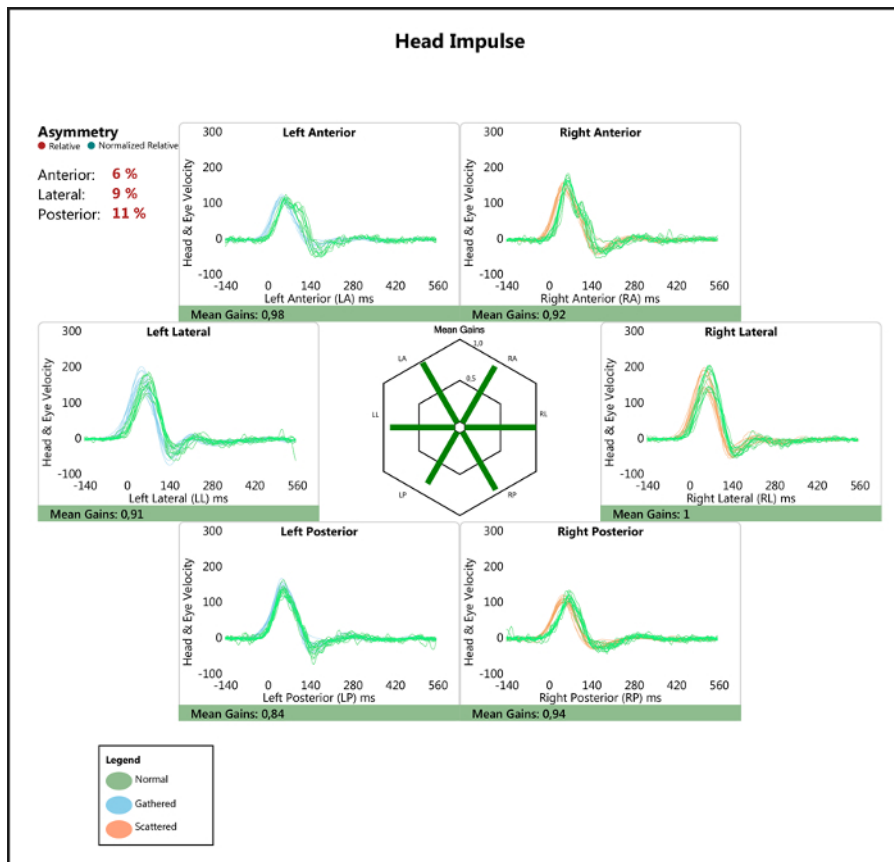 Head Impulse
Asymmetry
Relative Normalized Relative
Anterior: 6 %
Lateral: 9 %
Posterior: 11 %
Left Anterior
Head & Eye Velocity
300
200
100
0
-100
-140 0 140 280 420 560
Left Anterior (LA) ms
Mean Gains: 0,98
Right Anterior
Head & Eye Velocity
300
200
100
0
-100
-140 0 140 280 420 560
Right Anterior (RA) ms
Mean Gains: 0,92
Left Lateral
Head & Eye Velocity
300
200
100
0
-100
-140 0 140 280 420 560
Left Lateral (LL) ms
Mean Gains: 0,91
Mean Gains
1,0
0,5
LA
RA
LL
RL
LP
RP
Right Lateral
Head & Eye Velocity
300
200
100
0
-100
-140 0 140 280 420 560
Right Lateral (RL) ms
Mean Gains: 1
Left Posterior
Head & Eye Velocity
300
200
100
0
-100
-140 0 140 280 420 560
Left Posterior (LP) ms
Mean Gains: 0,84
Right Posterior
Head & Eye Velocity
300
200
100
0
-100
-140 0 140 280 420 560
Right Posterior (RP) ms
Mean Gains: 0,94
Legend
Normal
Gathered
Scattered